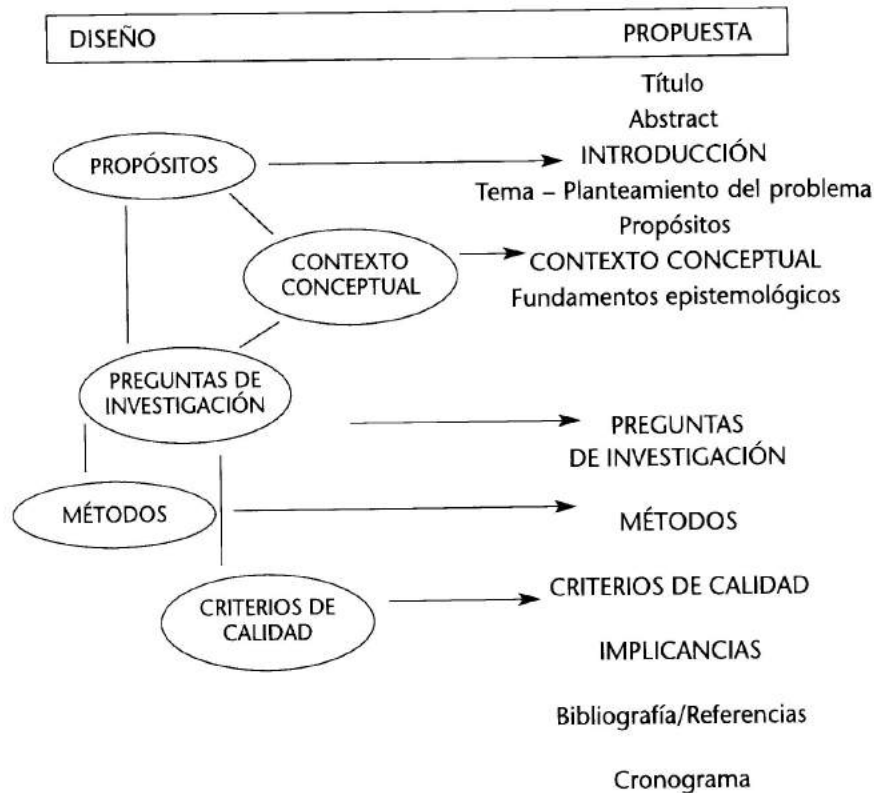 DISEÑO PROPUESTA
Título
Abstract
PROPÓSITOS INTRODUCCIÓN
Tema – Planteamiento del problema
Propósitos
CONTEXTO
CONCEPTUAL
CONTEXTO CONCEPTUAL
Fundamentos epistemológicos
PREGUNTAS DE
INVESTIGACIÓN
PREGUNTAS
DE INVESTIGACIÓN
MÉTODOS MÉTODOS
CRITERIOS DE
CALIDAD
CRITERIOS DE CALIDAD
IMPLICANCIAS
Bibliografía/Referencias
Cronograma